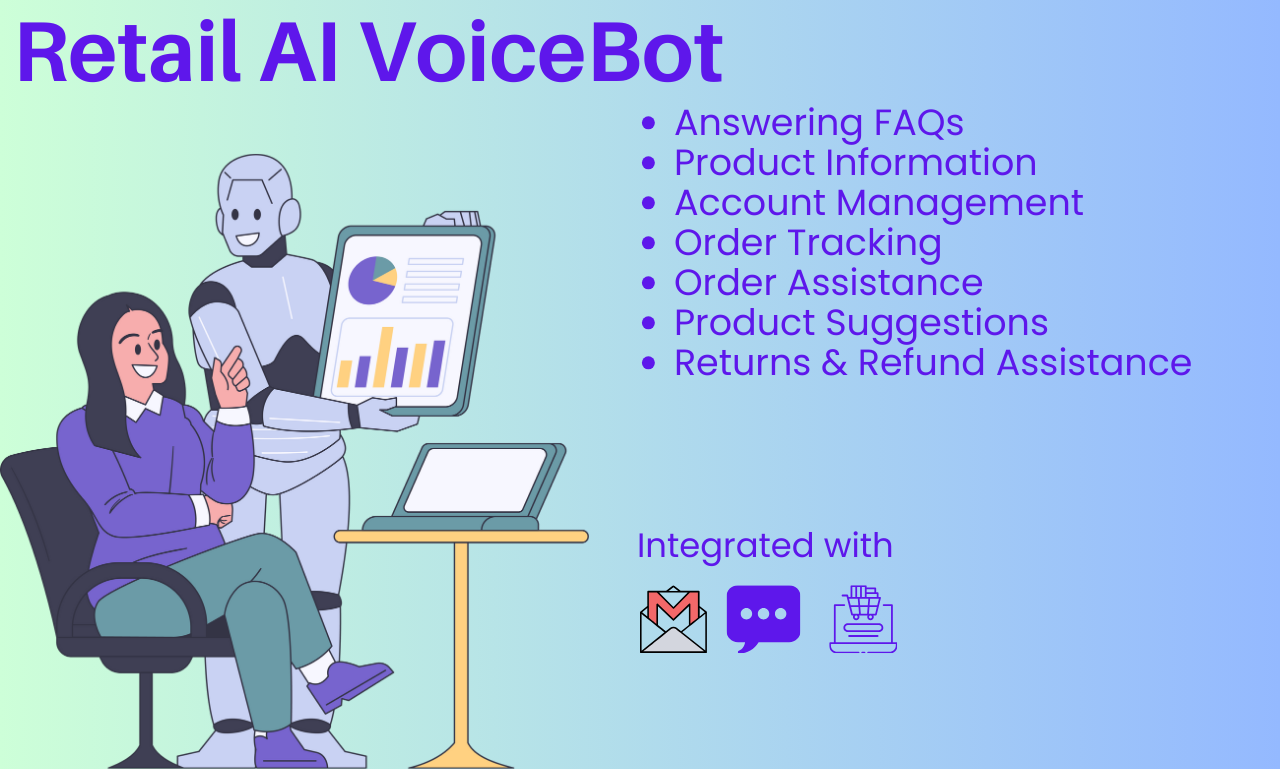 Retail AI VoiceBot
Answering FAQs
Product Information
Account Management
Order Tracking
Order Assistance
Product Suggestions
Returns & Refund Assistance
Integrated with